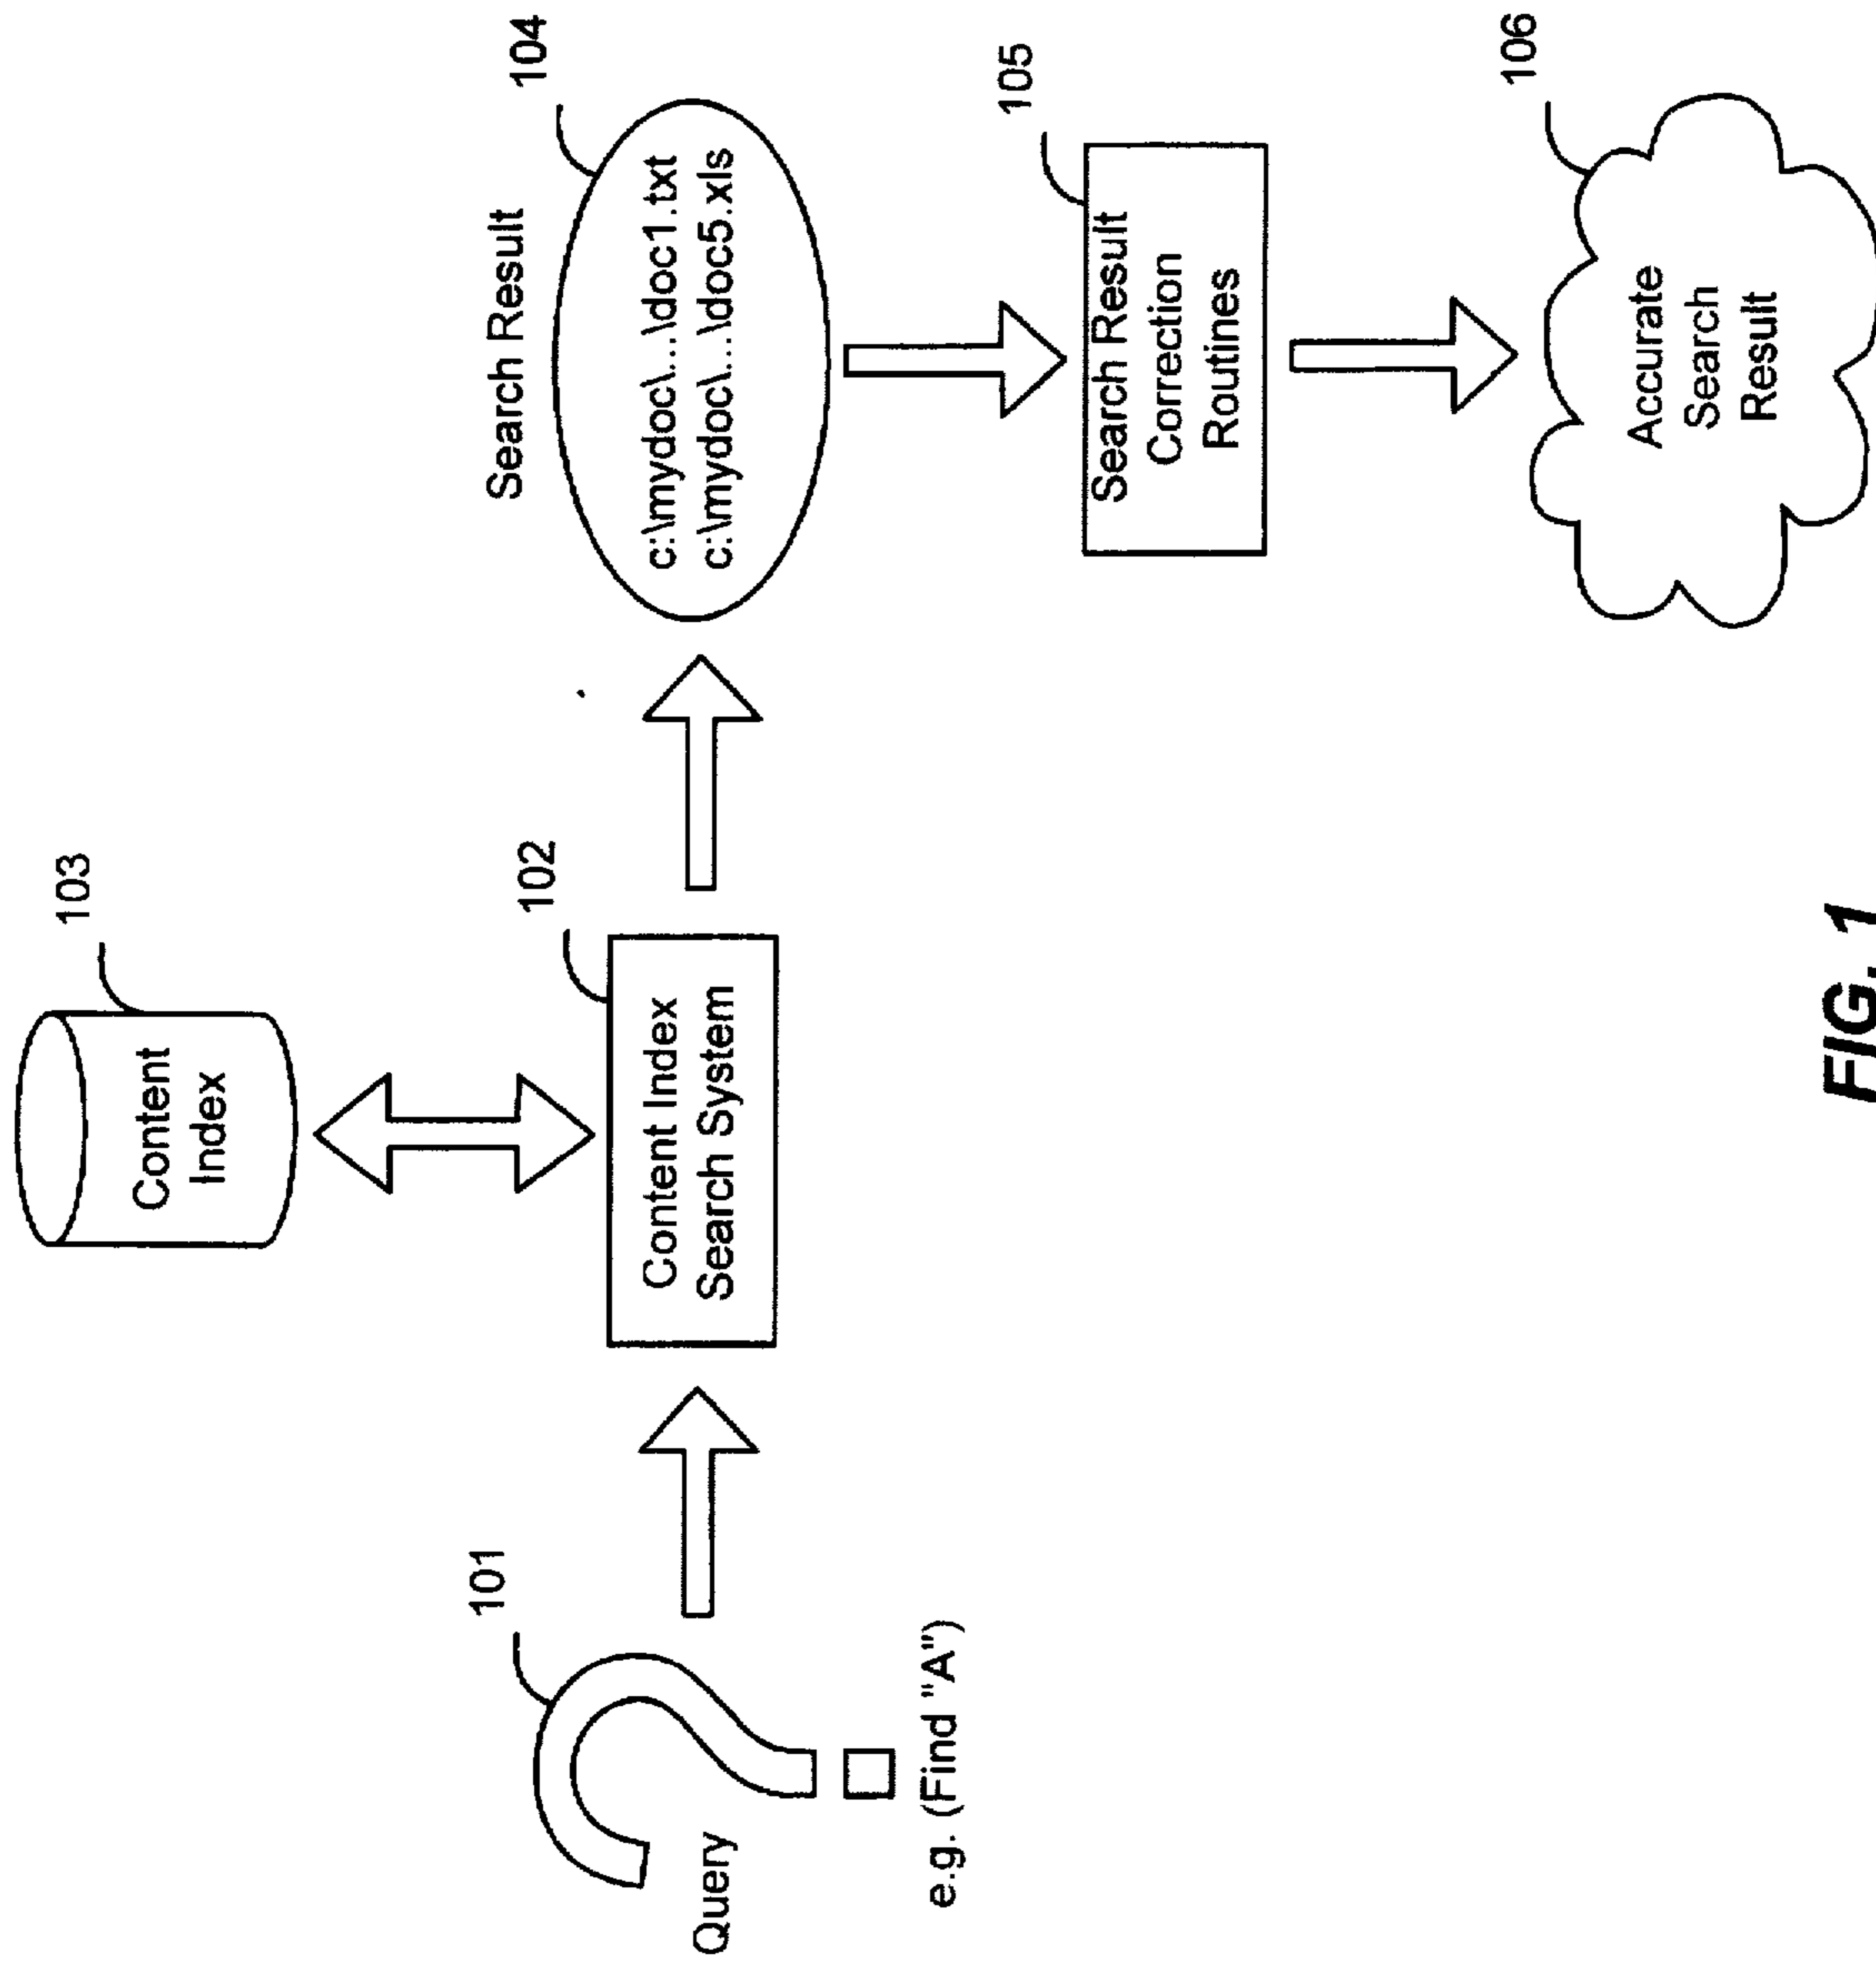 103
Content
Index
104
Search Result
c:\mydoc\...\doc1.txt
c:\mydoc\...\doc5.xls
102
Content Index
Search System
101
Query
e.g. (Find "A")
105
Search Result
Correction
Routines
106
Accurate
Search
Result
FIG. 1